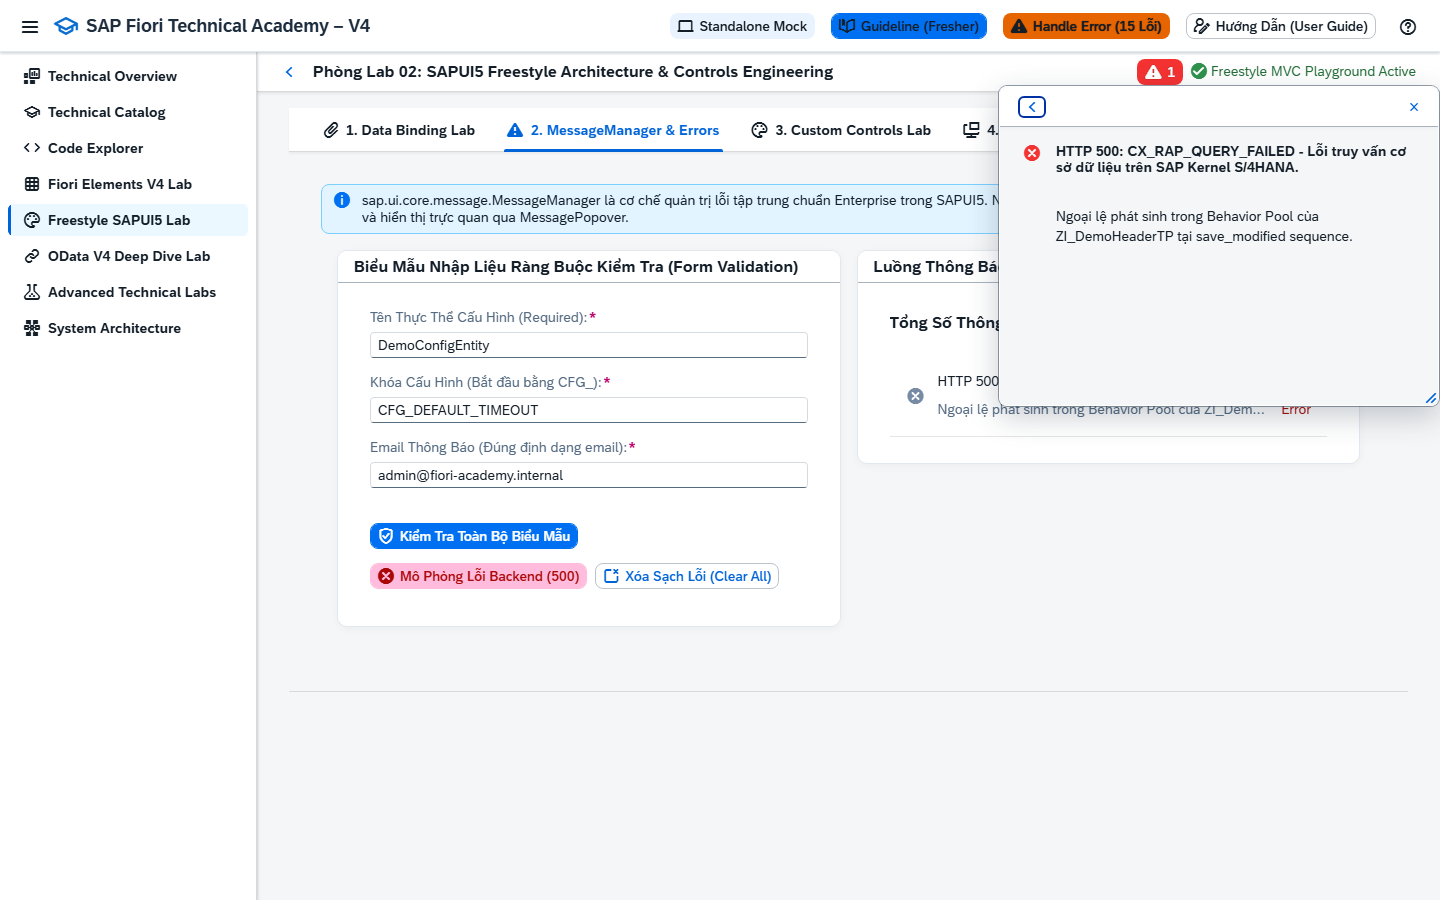 SAP Fiori Technical Academy – V4
Standalone Mock
Guideline (Fresher)
Handle Error (15 Lỗi)
Hướng Dẫn (User Guide)
Technical Overview
Technical Catalog
Code Explorer
Fiori Elements V4 Lab
Freestyle SAPUI5 Lab
OData V4 Deep Dive Lab
Advanced Technical Labs
System Architecture
Phòng Lab 02: SAPUI5 Freestyle Architecture & Controls Engineering
1
Freestyle MVC Playground Active
1. Data Binding Lab
2. MessageManager & Errors
3. Custom Controls Lab
4.
sap.ui.core.message.MessageManager là cơ chế quản trị lỗi tập trung chuẩn Enterprise trong SAPUI5.
và hiển thị trực quan qua MessagePopover.
Biểu Mẫu Nhập Liệu Ràng Buộc Kiểm Tra (Form Validation)
Tên Thực Thể Cấu Hình (Required):*
DemoConfigEntity
Khóa Cấu Hình (Bắt đầu bằng CFG_):*
CFG_DEFAULT_TIMEOUT
Email Thông Báo (Đúng định dạng email):*
admin@fiori-academy.internal
Kiểm Tra Toàn Bộ Biểu Mẫu
Mô Phỏng Lỗi Backend (500)
Xóa Sạch Lỗi (Clear All)
Luồng Thông Bá
Tổng Số Thông
HTTP 500
Ngoại lệ phát sinh trong Behavior Pool của ZI_Dem...
Error
HTTP 500: CX_RAP_QUERY_FAILED - Lỗi truy vấn cơ
sở dữ liệu trên SAP Kernel S/4HANA.
Ngoại lệ phát sinh trong Behavior Pool của
ZI_DemoHeaderTP tại save_modified sequence.